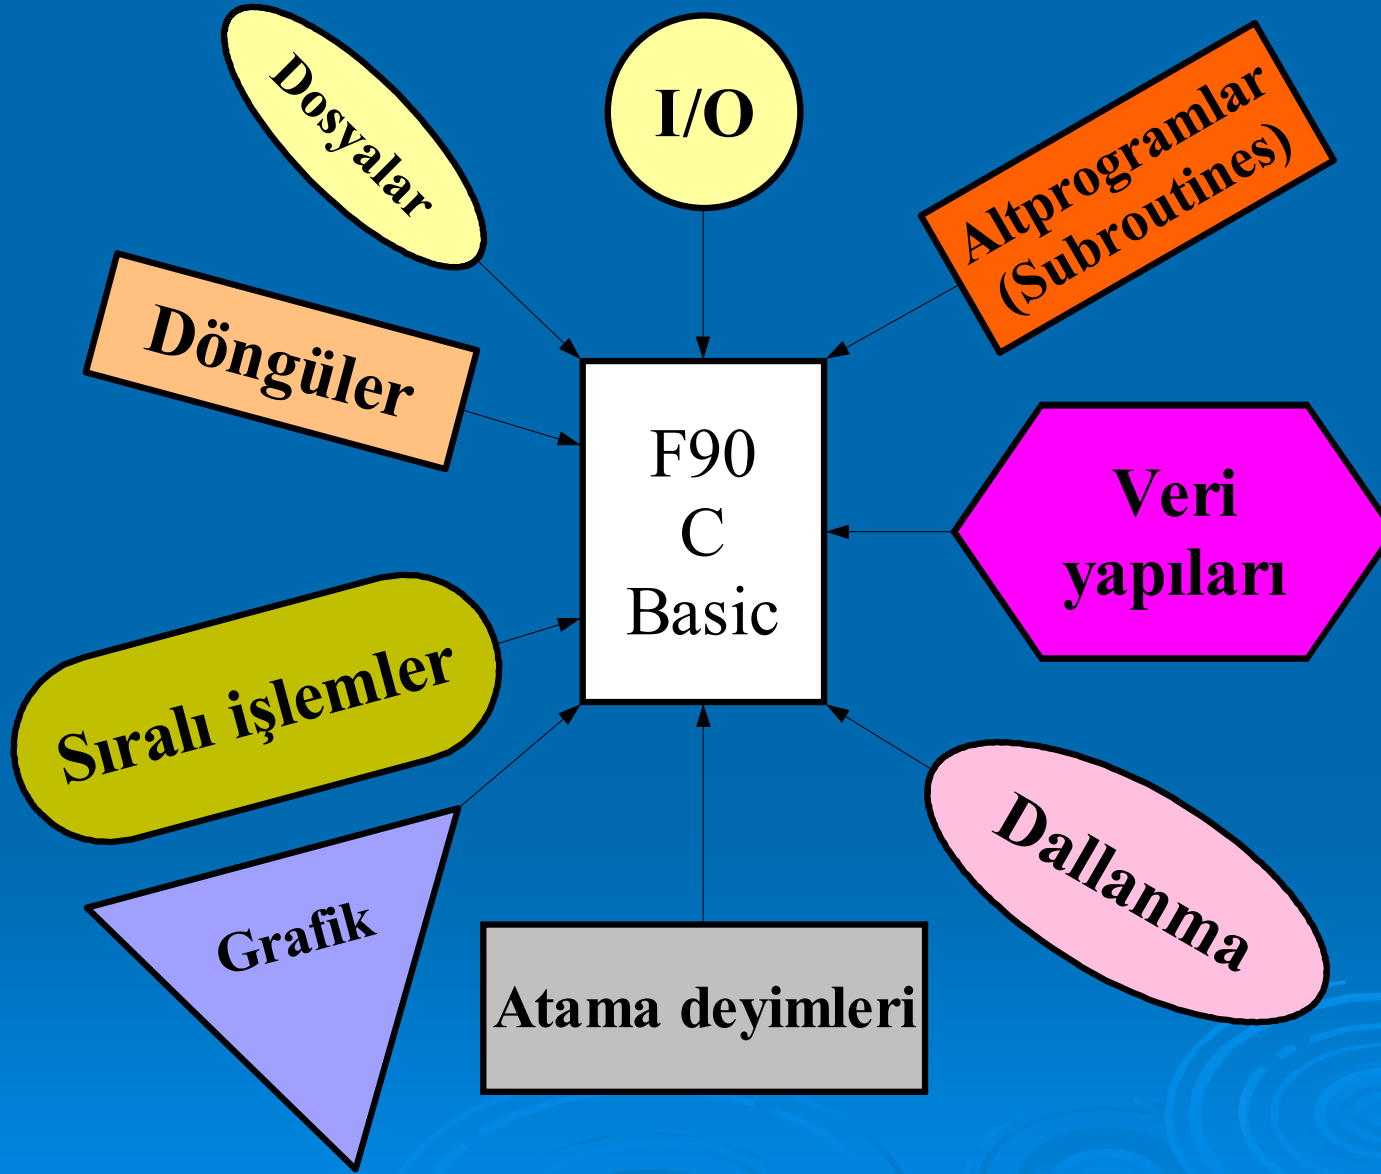 Dosyalar
I/O
Altprogramlar
(Subroutines)
Döngüler
F90
C
Basic
Veri
yapıları
Sıralı işlemler
Dallanma
Grafik
Atama deyimleri